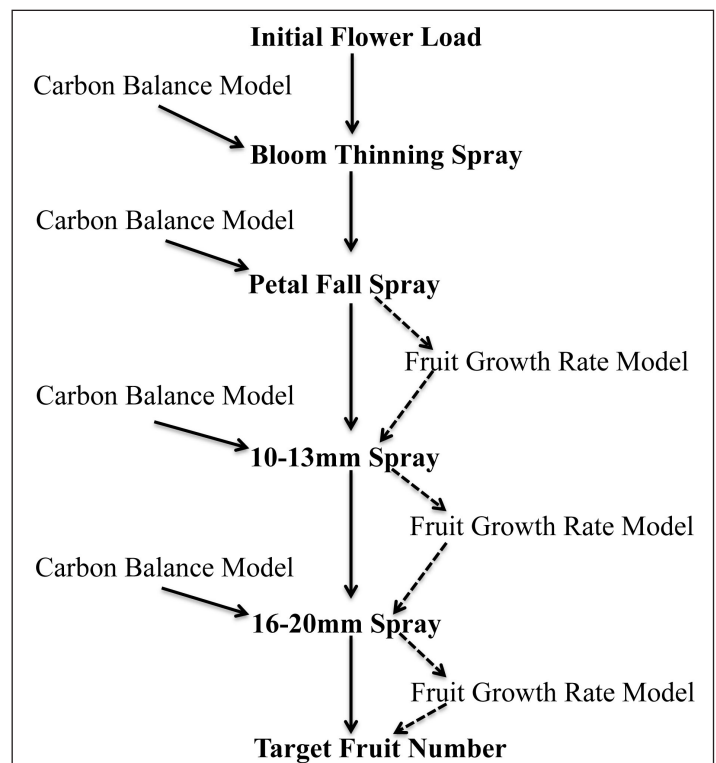 Initial Flower Load
Carbon Balance Model
Bloom Thinning Spray
Carbon Balance Model
Petal Fall Spray
Fruit Growth Rate Model
Carbon Balance Model
10-13mm Spray
Fruit Growth Rate Model
Carbon Balance Model
16-20mm Spray
Fruit Growth Rate Model
Target Fruit Number